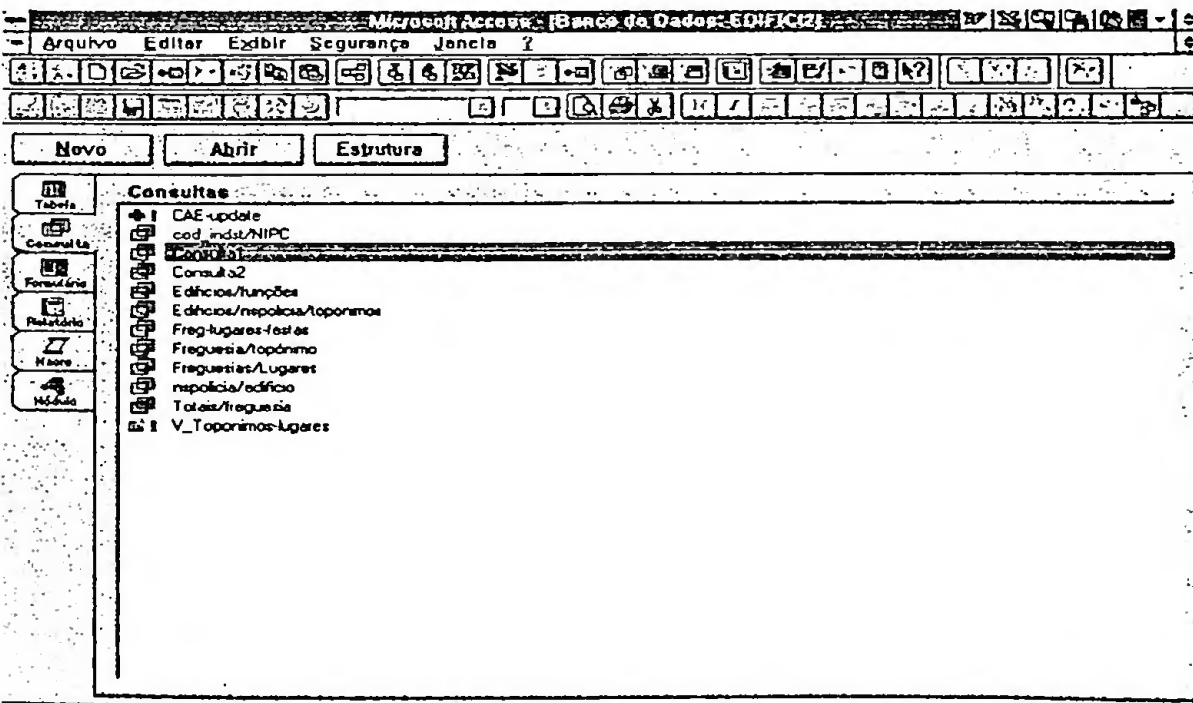 Microsoft Access - [Banco de Dados: EDIFICI2]
Arquivo Editar Exibir Segurança Janela ?
Novo Abrir Estrutura
Tabela
Consulta
Formulário
Relatório
Macro
Módulo
Consultas
CAE-update
cod_indst/NIPC
Consulta1
Consulta2
Edificios/funções
Edificios/nspolicia/toponimos
Freg-lugares-festas
Freguesia/topónimo
Freguesias/Lugares
nspolicia/edificio
Totais/freguesia
V_Toponimos-lugares